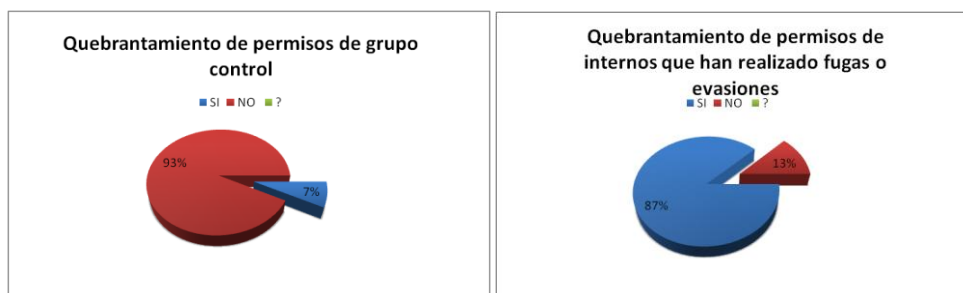 Quebrantamiento de permisos de grupo
control
SI NO ?
93%
7%
Quebrantamiento de permisos de
internos que han realizado fugas o
evasiones
SI NO ?
13%
87%